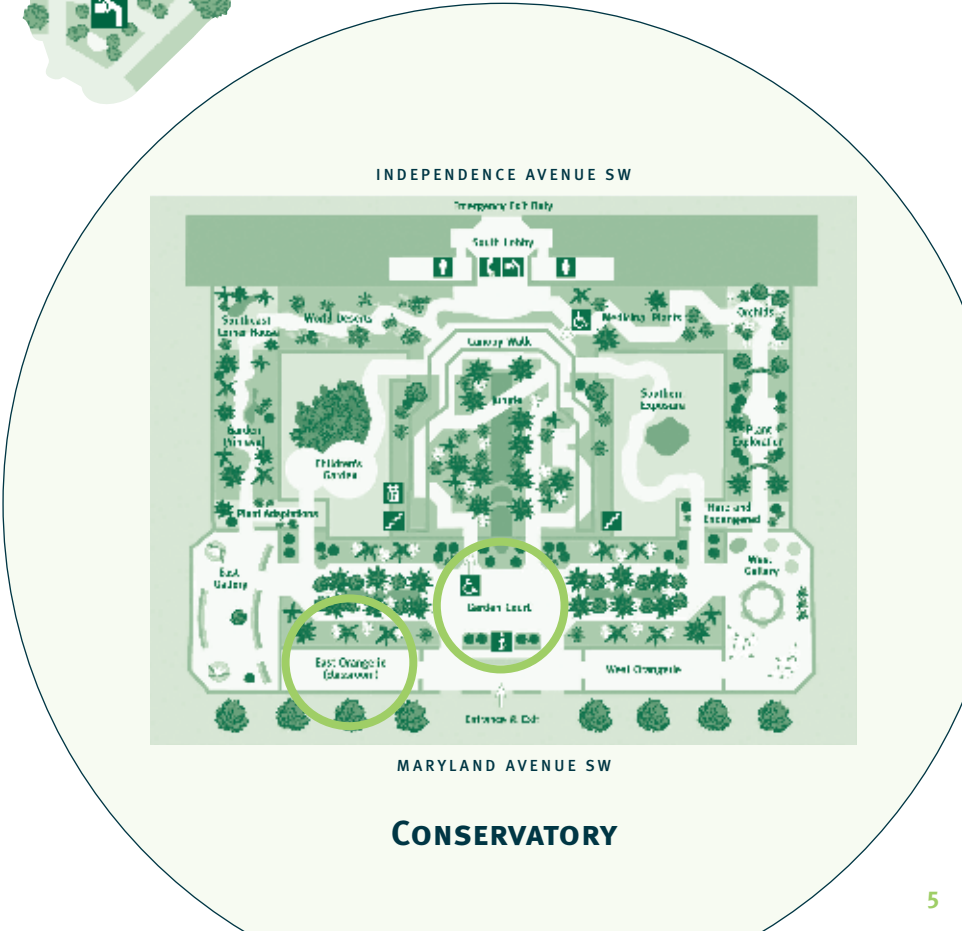 INDEPENDENCE AVENUE SW
Emergency Exit Only
South Lobby
World Deserts
Medicinal Plants
Orchids
Southeast
Corner House
Canopy Walk
Jungle
Southern
Exposure
Garden
Primeval
Plant
Exploration
Children's
Garden
Plant Adaptations
Rare and
Endangered
East
Gallery
West
Gallery
Garden Court
East Orangerie
(classroom)
West Orangerie
Entrance & Exit
MARYLAND AVENUE SW
CONSERVATORY
5